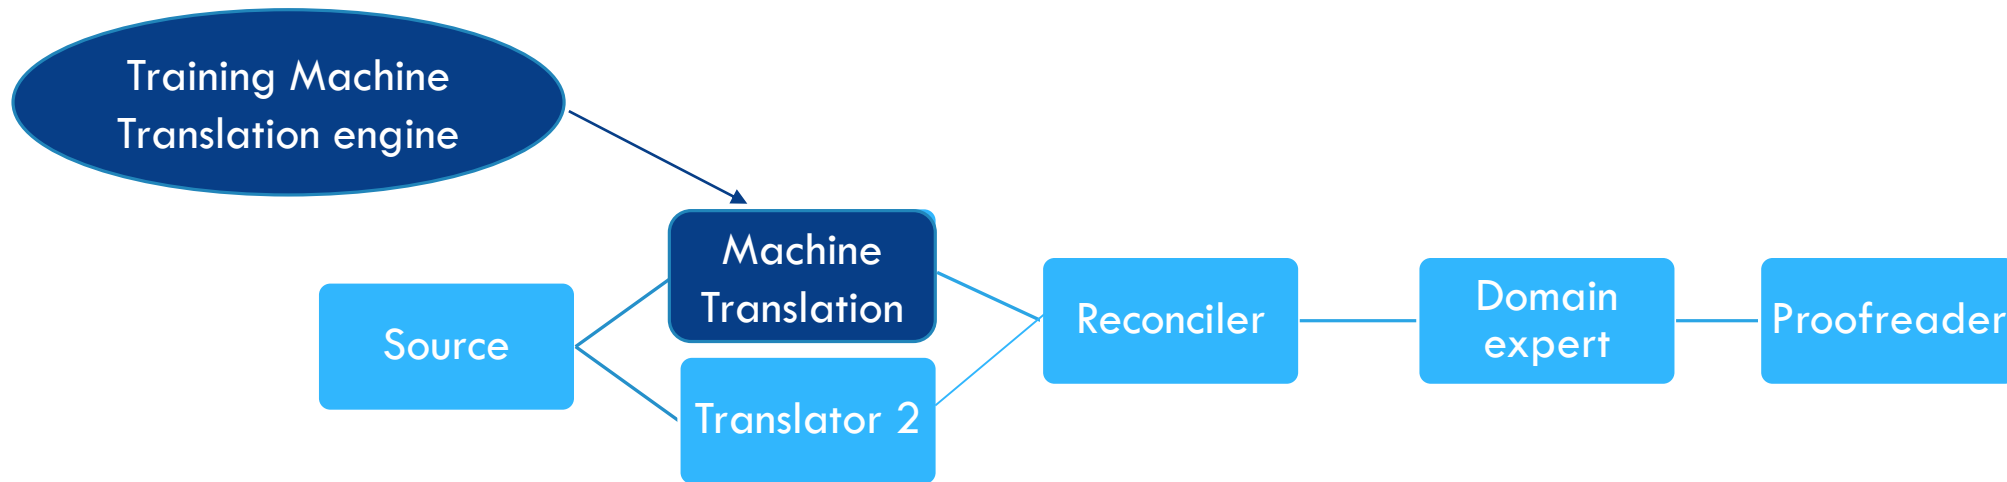 Training Machine
Translation engine
Machine
Translation
Source
Translator 2
Reconciler
Domain
expert
Proofreader